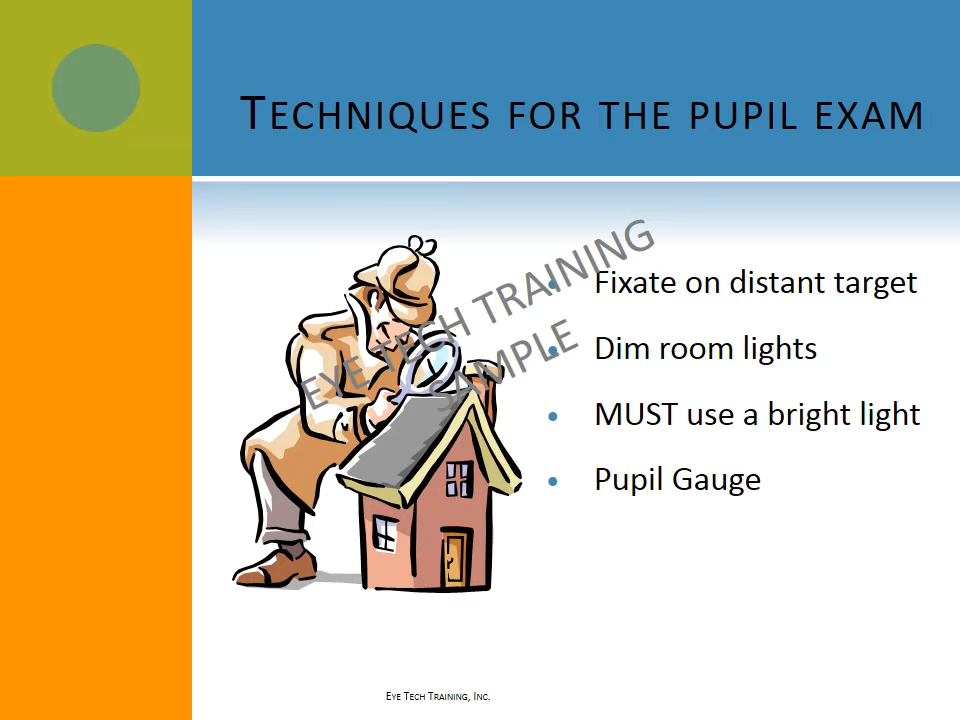 TECHNIQUES FOR THE PUPIL EXAM
EYE TECH TRAINING
SAMPLE
Fixate on distant target
Dim room lights
MUST use a bright light
Pupil Gauge
EYE TECH TRAINING, INC.